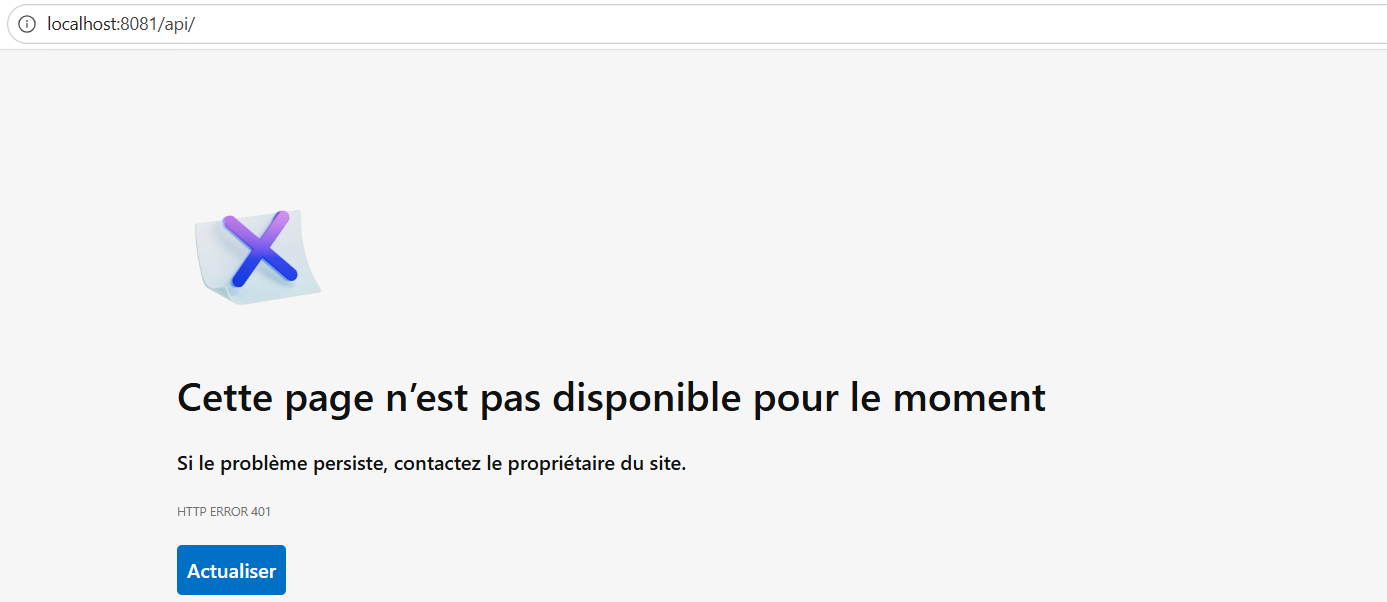 localhost:8081/api/
Cette page n’est pas disponible pour le moment
Si le problème persiste, contactez le propriétaire du site.
HTTP ERROR 401
Actualiser